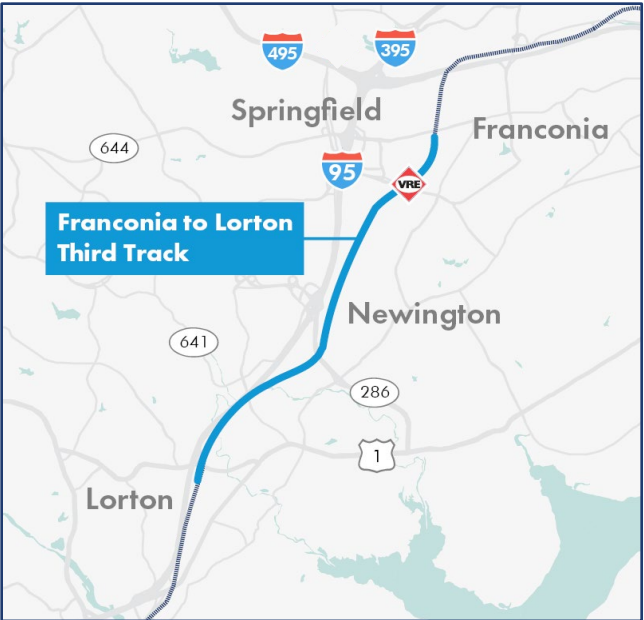 495
395
Springfield
Franconia
644
95
VRE
Franconia to Lorton
Third Track
Newington
641
286
1
Lorton